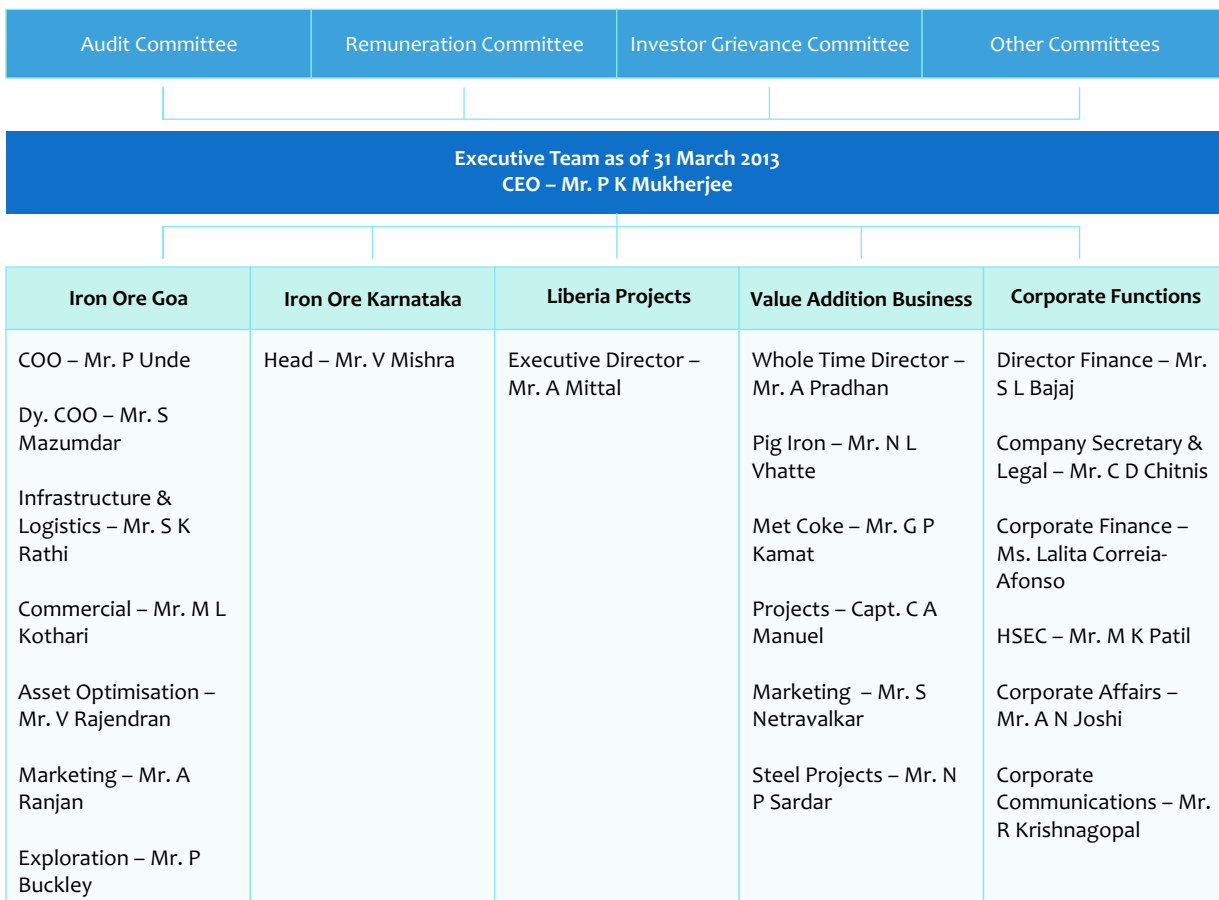 Audit Committee
Remuneration Committee
Investor Grievance Committee
Other Committees
Executive Team as of 31 March 2013
CEO – Mr. P K Mukherjee
Iron Ore Goa
COO – Mr. P Unde
Dy. COO – Mr. S
Mazumdar
Infrastructure &
Logistics – Mr. S K
Rathi
Commercial – Mr. M L
Kothari
Asset Optimisation –
Mr. V Rajendran
Marketing – Mr. A
Ranjan
Exploration – Mr. P
Buckley
Iron Ore Karnataka
Head – Mr. V Mishra
Liberia Projects
Executive Director –
Mr. A Mittal
Value Addition Business
Whole Time Director –
Mr. A Pradhan
Pig Iron – Mr. N L
Vhatte
Met Coke – Mr. G P
Kamat
Projects – Capt. C A
Manuel
Marketing – Mr. S
Netravalkar
Steel Projects – Mr. N
P Sardar
Corporate Functions
Director Finance – Mr.
S L Bajaj
Company Secretary &
Legal – Mr. C D Chitnis
Corporate Finance –
Ms. Lalita Correia-
Afonso
HSEC – Mr. M K Patil
Corporate Affairs –
Mr. A N Joshi
Corporate
Communications – Mr.
R Krishnagopal